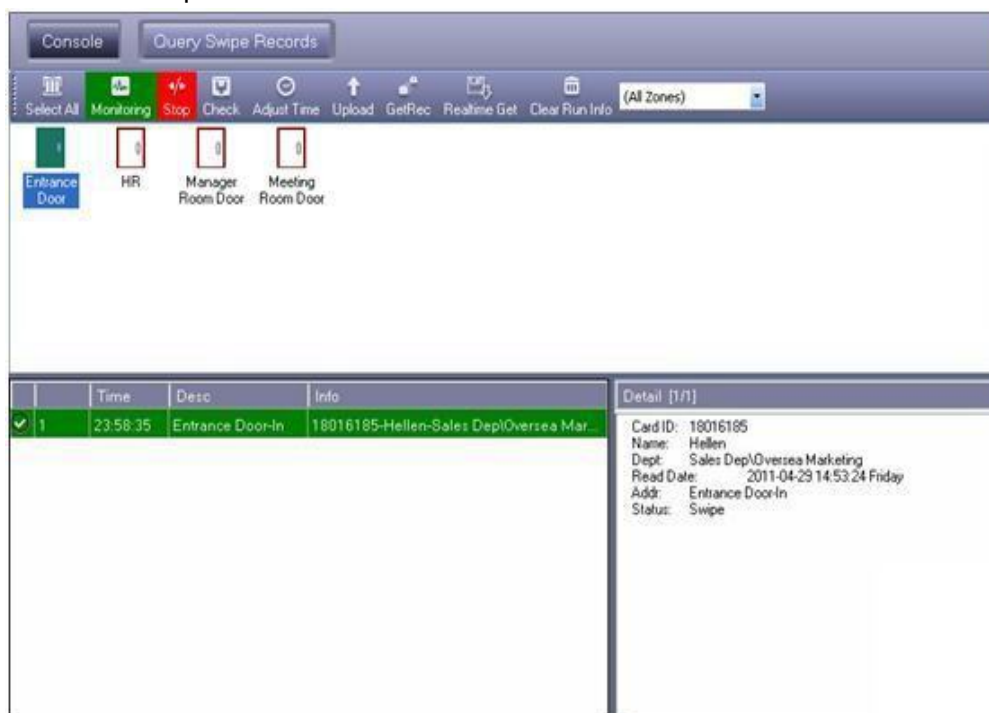 Console Query Swipe Records
Select All Monitoring Stop Check Adjust Time Upload GetRec Realtime Get Clear Run Info (All Zones)
Entrance Door
HR
Manager Room Door
Meeting Room Door
Time Desc Info
1 23:58:35 Entrance Door-In 18016185-Hellen-Sales Dep\Oversea Mar...
Detail [1/1]
Card ID: 18016185
Name: Hellen
Dept: Sales Dep\Oversea Marketing
Read Date: 2011-04-29 14:53:24 Friday
Addr: Entrance Door-In
Status: Swipe